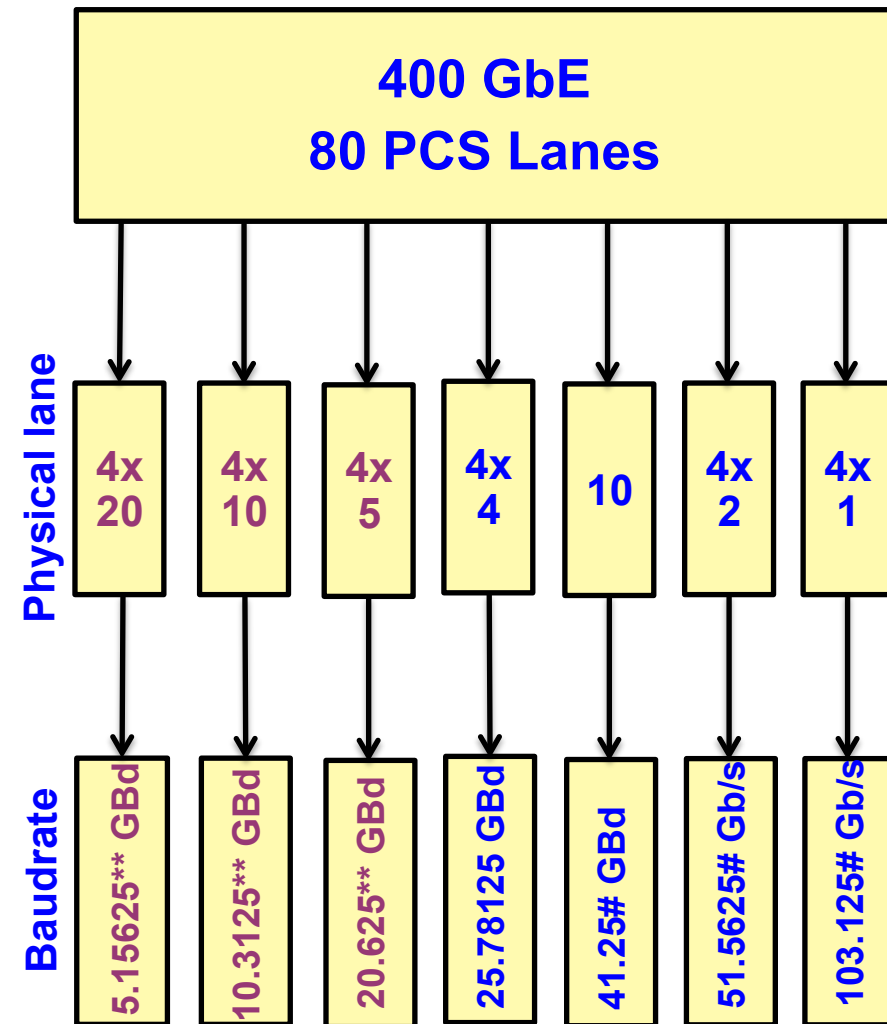 400 GbE
80 PCS Lanes
Physical lane
4x
20
4x
10
4x
5
4x
4
10
4x
2
4x
1
Baudrate
5.15625** GBd
10.3125** GBd
20.625** GBd
25.78125 GBd
41.25# GBd
51.5625# Gb/s
103.125# Gb/s